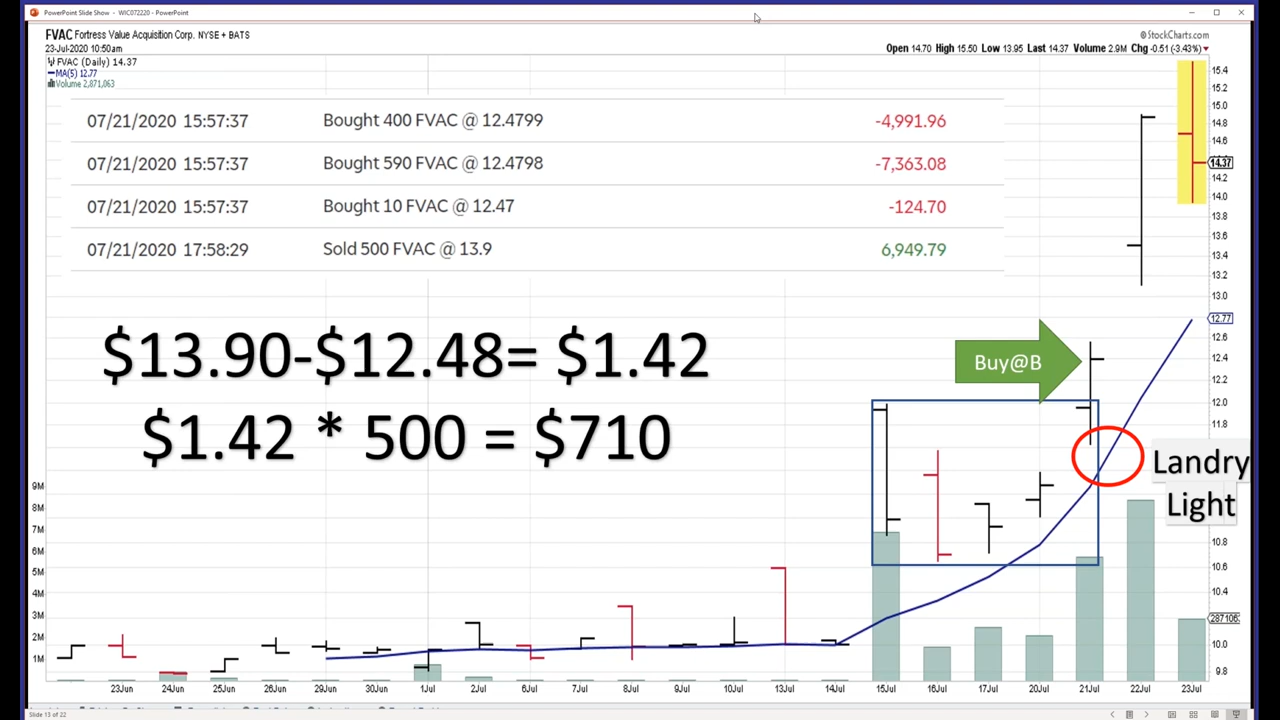 PowerPoint Slide Show - WIC072220 - PowerPoint
FVAC Fortress Value Acquisition Corp. NYSE + BATS
© StockCharts.com
23-Jul-2020 10:50am
Open 14.70 High 15.50 Low 13.95 Last 14.37 Volume 2.9M Chg -0.51 (-3.43%)
FVAC (Daily) 14.37
MA(5) 12.77
Volume 2,871,063
07/21/2020 15:57:37 Bought 400 FVAC @ 12.4799 -4,991.96
07/21/2020 15:57:37 Bought 590 FVAC @ 12.4798 -7,363.08
07/21/2020 15:57:37 Bought 10 FVAC @ 12.47 -124.70
07/21/2020 17:58:29 Sold 500 FVAC @ 13.9 6,949.79
$13.90-$12.48= $1.42
$1.42 * 500 = $710
Buy@B
Landry
Light
15.4
15.2
15.0
14.8
14.6
14.37
14.2
14.0
13.8
13.6
13.4
13.2
13.0
12.77
12.6
12.4
12.2
12.0
11.8
10.8
10.6
10.4
287106
10.0
9.8
9M
8M
7M
6M
5M
4M
3M
2M
1M
23Jun 24Jun 25Jun 26Jun 29Jun 30Jun 1Jul 2Jul 6Jul 7Jul 8Jul 9Jul 10Jul 13Jul 14Jul 15Jul 16Jul 17Jul 20Jul 21Jul 22Jul 23Jul
Slide 13 of 22